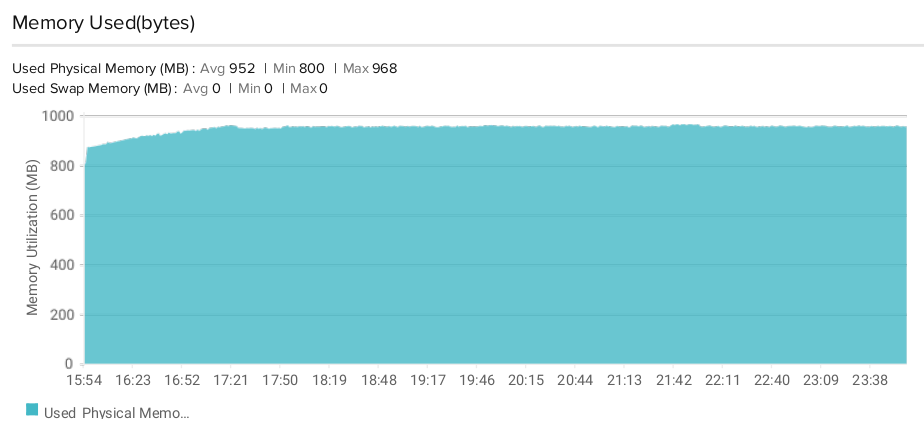 Memory Used(bytes)
Used Physical Memory (MB) : Avg 952 | Min 800 | Max 968
Used Swap Memory (MB) : Avg 0 | Min 0 | Max 0
1000
800
600
400
200
0
Memory Utilization (MB)
15:54 16:23 16:52 17:21 17:50 18:19 18:48 19:17 19:46 20:15 20:44 21:13 21:42 22:11 22:40 23:09 23:38
Used Physical Memo...